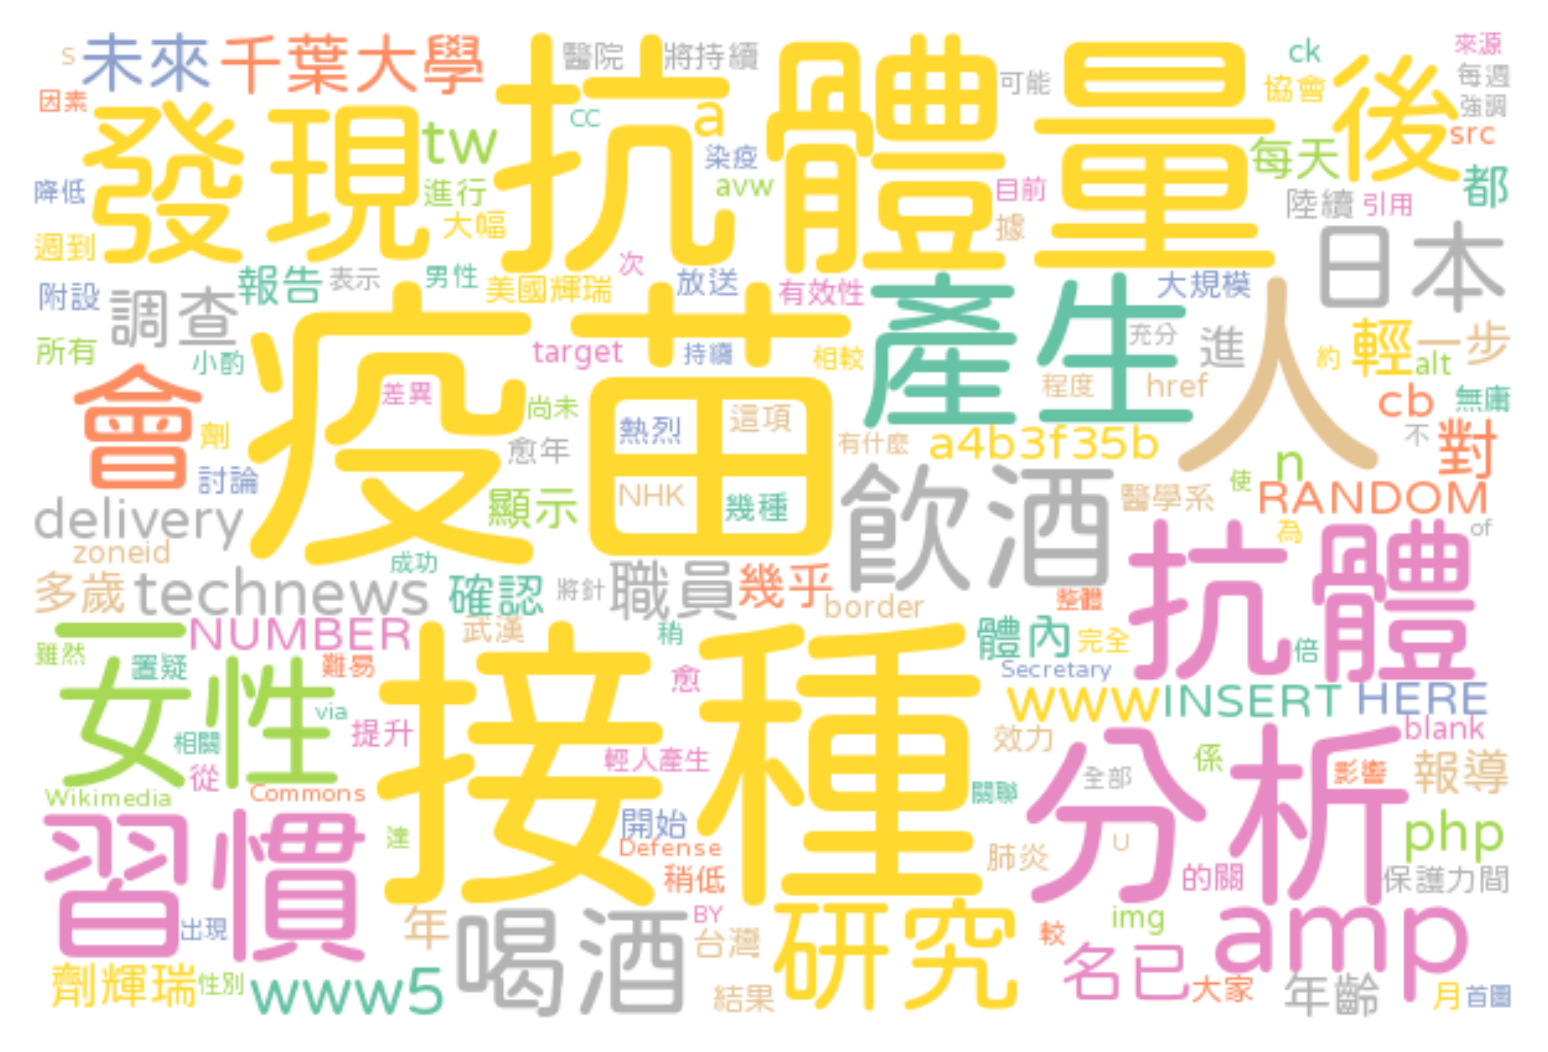 s 未來 千葉大學 醫院 將持續 ck 來源
因素 cc a 可能 協會 每週
發現 抗體量 後 強調
tw 染疫 每天 src
降低 進行 avw 目前 都
大幅 據 陸續 引用
週到 日本
報告 表示 男性 次 放送 有效性 大規模
附設 調查 美國輝瑞 產生 充分 進 人 輕 一步
所有 小酌 target 持續 相較 約 alt
疫苗 差異 尚未 程度 href cb 無庸
會 劑 熱烈 這項 有什麼 a4b3f35b 不 對
愈年 n
討論 顯示 NHK 幾種 飲酒 醫學系 使 RANDOM
delivery 為 of
zoneid 成功 抗體
多歲 technews 確認 將針 職員 幾乎 border 整體
一 NUMBER 武漢 稍 體內 完全 倍
雖然 置疑 難易 愈 Secretary
女性 via 接種 www INSERT HERE
相關 提升 輕人產生 效力 分析 係 blank
從 全部 影響 報導
Wikimedia Commons 關聯
習慣 達 開始 U php
Defense 肺炎
稍低 的關 保護力間
出現 年 喝酒 BY 研究 img amp
台灣 較 名已
劑輝瑞 性別 www5 結果 大家 年齡 月 首圖